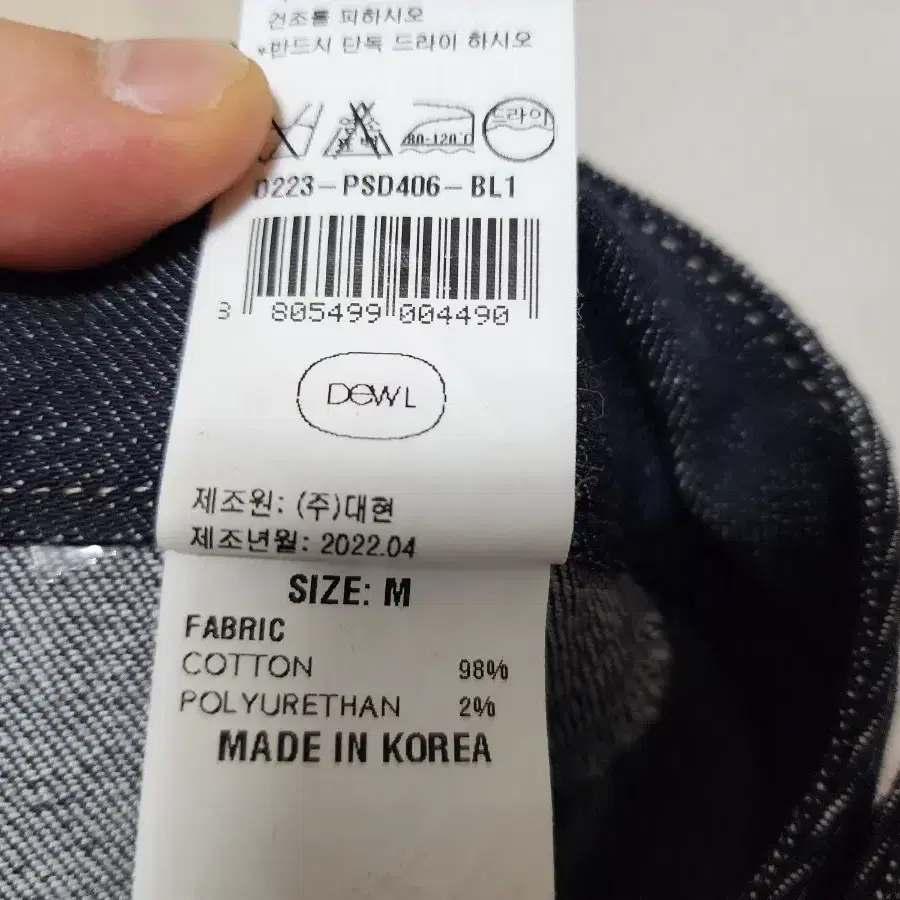 건조를 피하시오
*반드시 단독 드라이 하시오
80-120˚C 드라이
D223-PSD406-BL1
3 805499 004490
DEWL
제조원: (주)대현
제조년월: 2022.04
SIZE: M
FABRIC
COTTON 98%
POLYURETHAN 2%
MADE IN KOREA